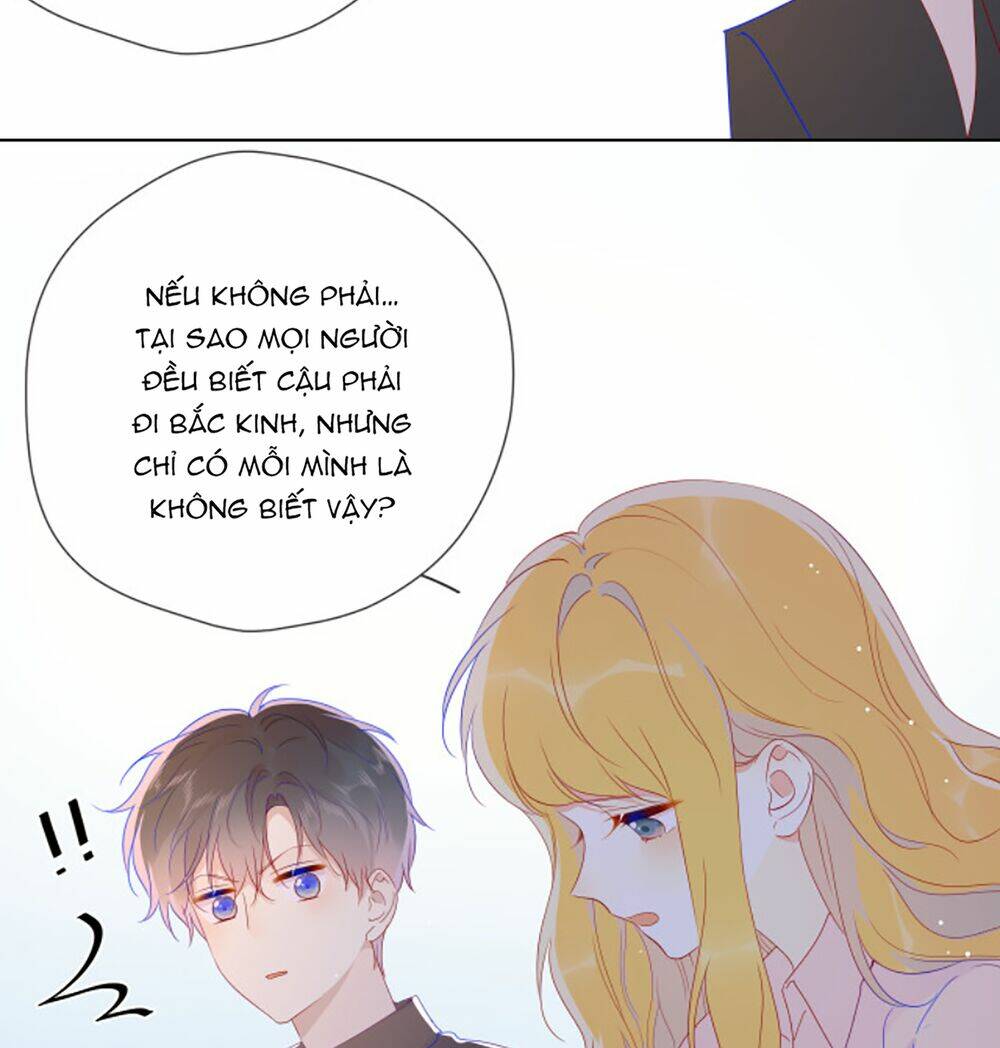 NẾU KHÔNG PHẢI...
TẠI SAO MỌI NGƯỜI
ĐỀU BIẾT CẬU PHẢI
ĐI BẮC KINH, NHƯNG
CHỈ CÓ MỖI MÌNH LÀ
KHÔNG BIẾT VẬY?
!!